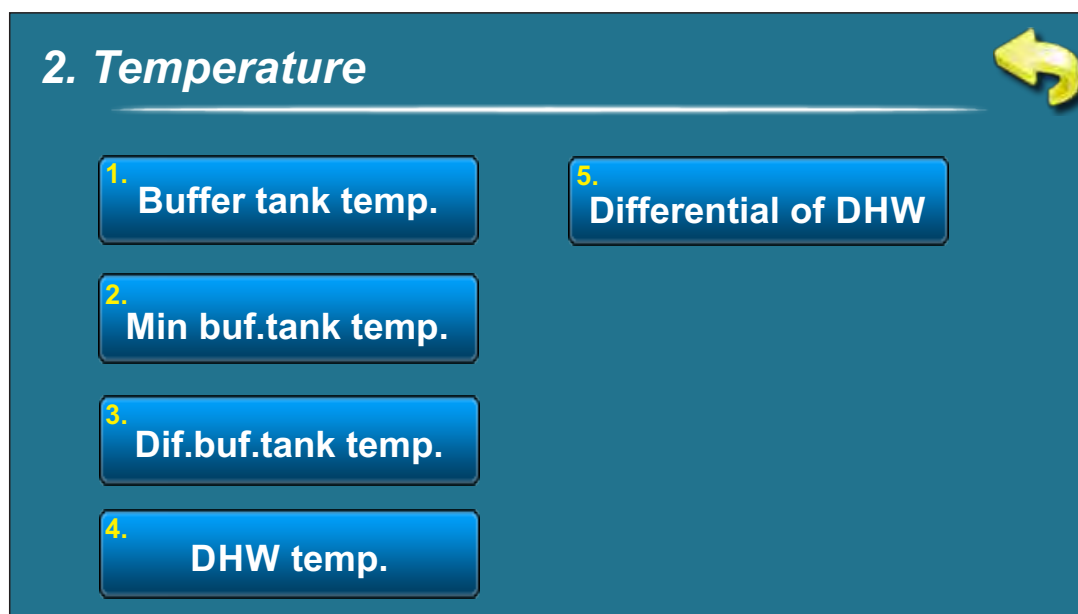 2. Temperature
1.
Buffer tank temp.
2.
Min buf.tank temp.
3.
Dif.buf.tank temp.
4.
DHW temp.
5.
Differential of DHW